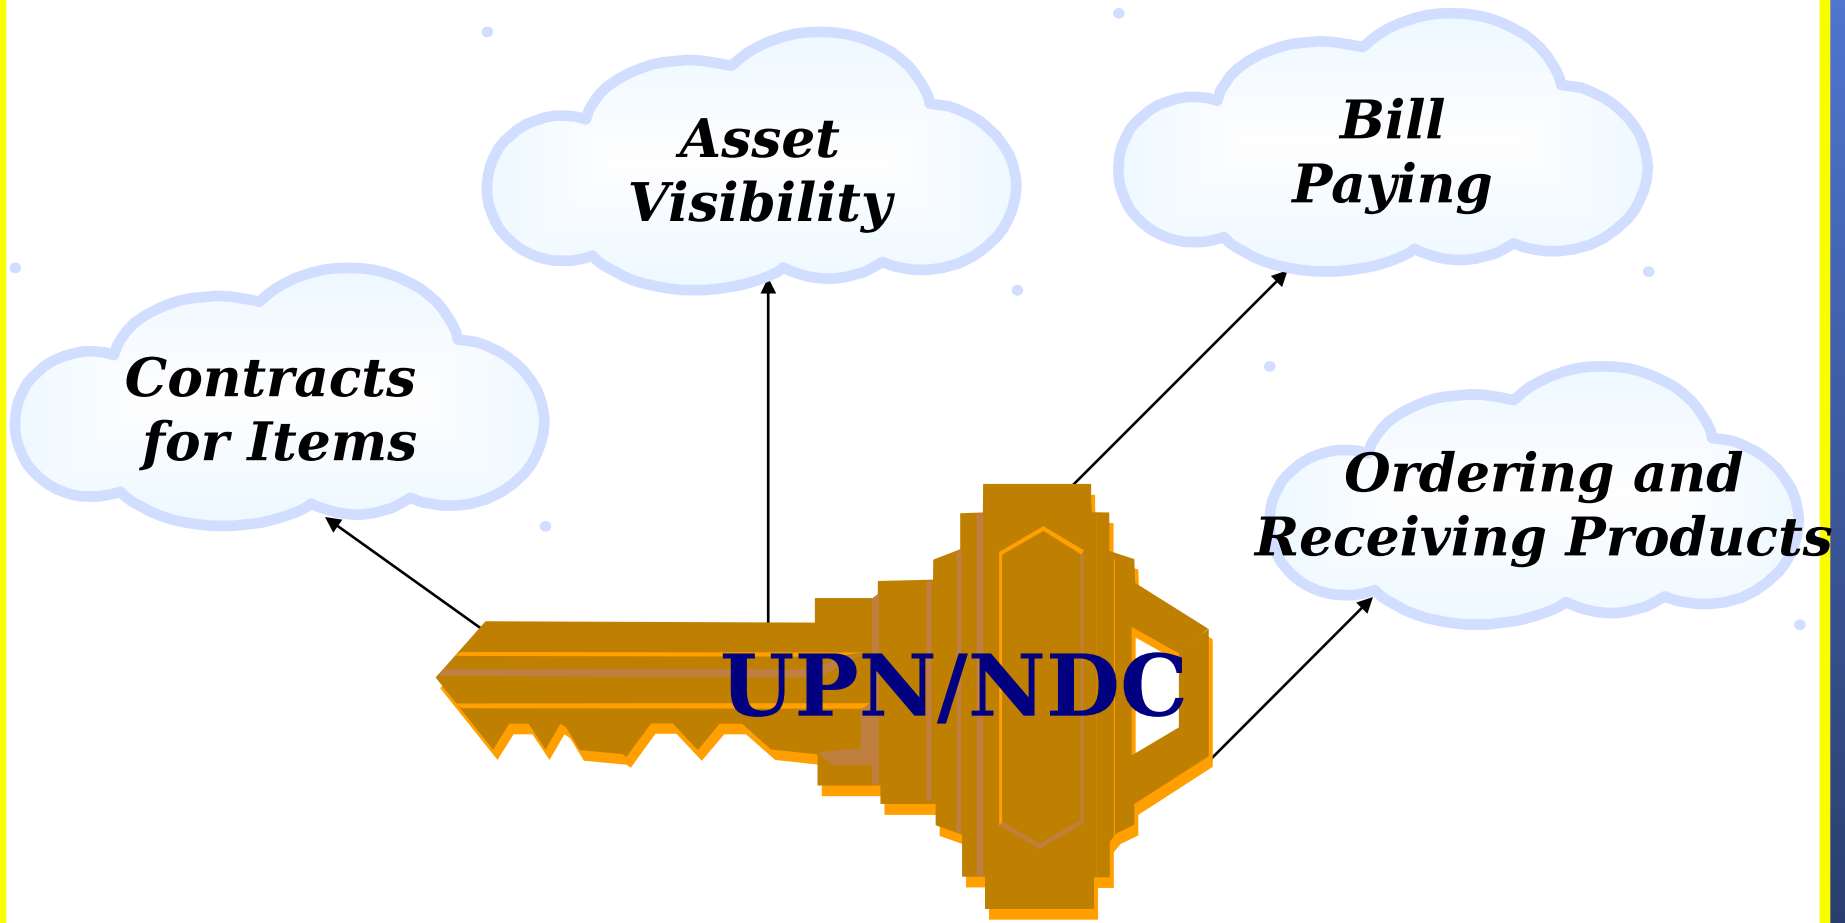 Asset
Visibility
Bill
Paying
Contracts
for Items
Ordering and
Receiving Products
UPN/NDC